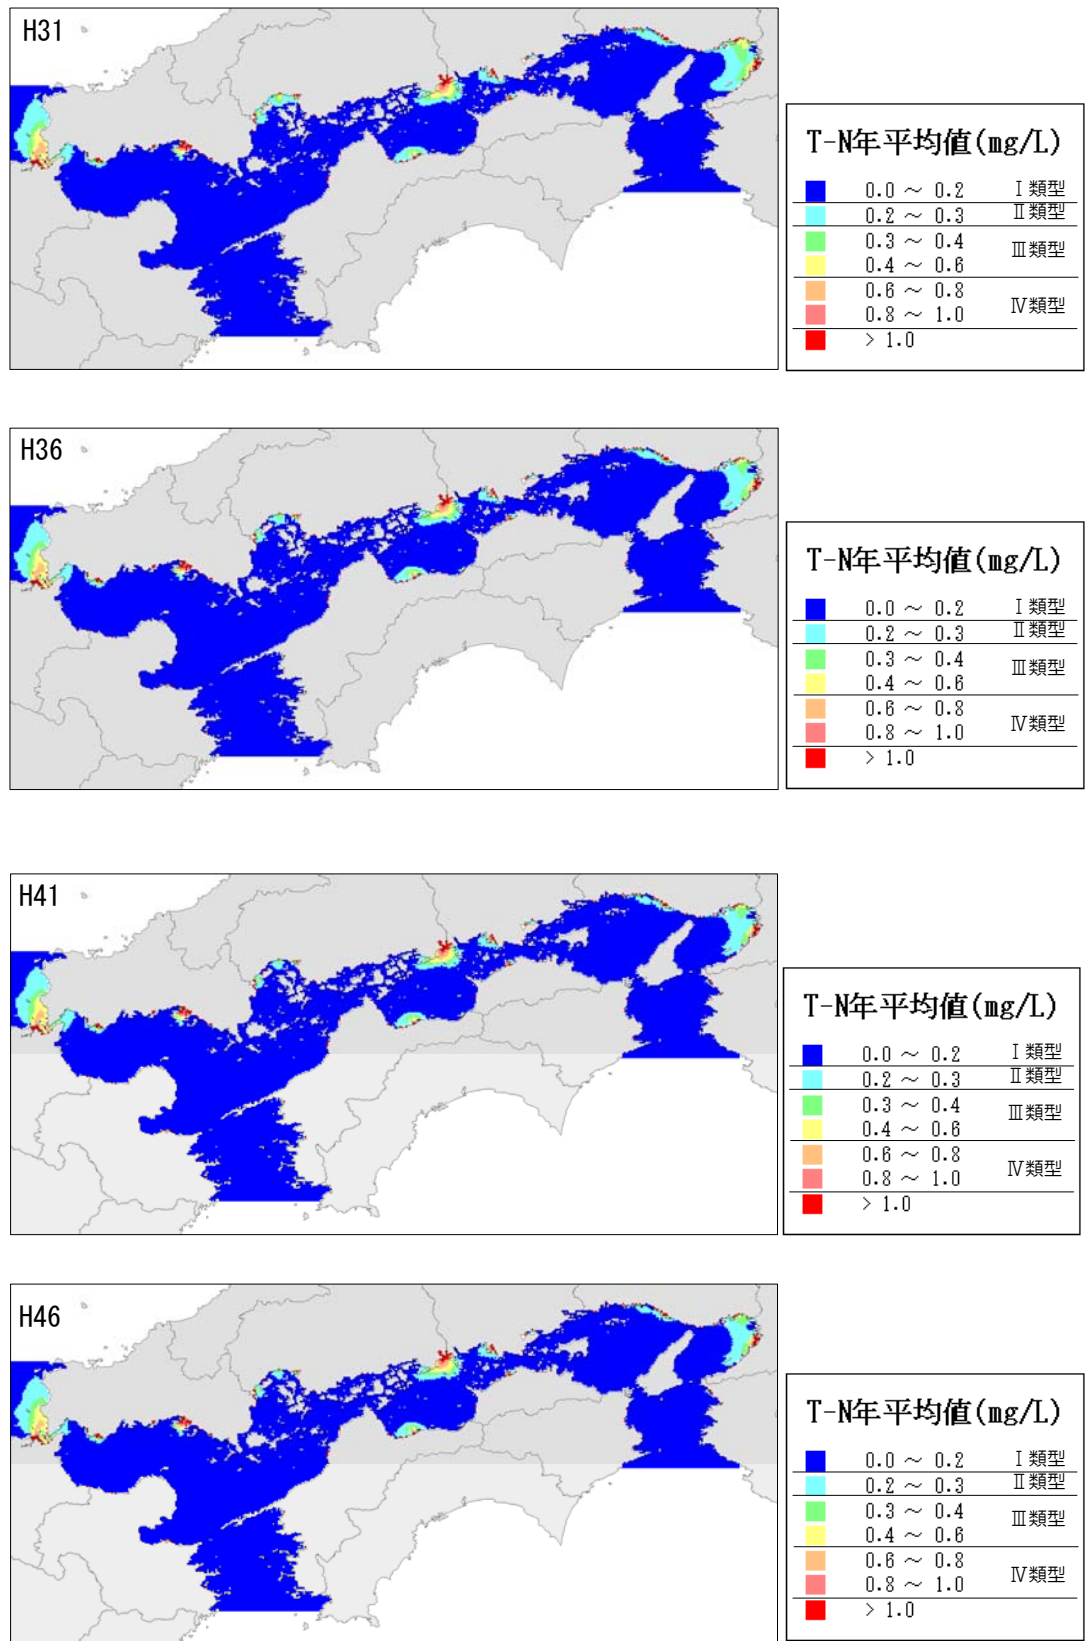 H31
T-N年平均値(mg/L)
0.0 ～ 0.2 Ⅰ類型
0.2 ～ 0.3 Ⅱ類型
0.3 ～ 0.4
Ⅲ類型
0.4 ～ 0.6
0.6 ～ 0.8
Ⅳ類型
0.8 ～ 1.0
> 1.0
H36
T-N年平均値(mg/L)
0.0 ～ 0.2 Ⅰ類型
0.2 ～ 0.3 Ⅱ類型
0.3 ～ 0.4
Ⅲ類型
0.4 ～ 0.6
0.6 ～ 0.8
Ⅳ類型
0.8 ～ 1.0
> 1.0
H41
T-N年平均値(mg/L)
0.0 ～ 0.2 Ⅰ類型
0.2 ～ 0.3 Ⅱ類型
0.3 ～ 0.4
Ⅲ類型
0.4 ～ 0.6
0.6 ～ 0.8
Ⅳ類型
0.8 ～ 1.0
> 1.0
H46
T-N年平均値(mg/L)
0.0 ～ 0.2 Ⅰ類型
0.2 ～ 0.3 Ⅱ類型
0.3 ～ 0.4
Ⅲ類型
0.4 ～ 0.6
0.6 ～ 0.8
Ⅳ類型
0.8 ～ 1.0
> 1.0